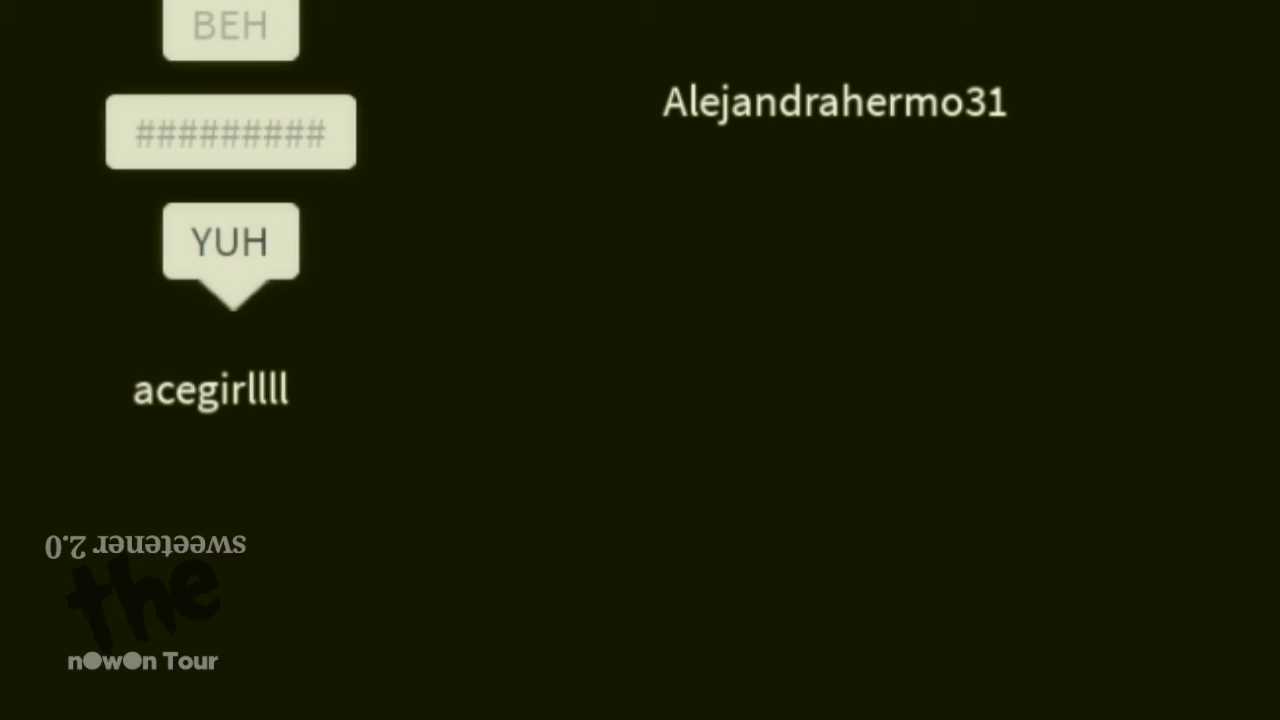 BEH
#########
YUH
acegirllll
Alejandrahermo31
sweetener 2.0
the
nOwOn Tour